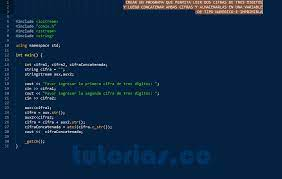 CREAR UN PROGRAMA QUE PERMITA LEER DOS CIFRAS DE TRES DIGITOS
Y LUEGO CONCATENAR AMBAS CIFRAS Y ALMACENARLAS EN UNA VARIABLE
DE TIPO NUMERICO E IMPRIMIRLA
#include <iostream>
#include "conio.h"
#include <sstream>
#include <string>
using namespace std;
int main() {
int cifra1, cifra2, cifraConcatenada;
string cifra = "";
stringstream aux,aux2;
cout << "Favor ingresar la primera cifra de tres digitos: ";
cin >> cifra1;
cout << "Favor ingresar la segunda cifra de tres digitos: ";
cin >> cifra2;
aux<<cifra1;
cifra = aux.str();
aux2<<cifra2;
cifra = cifra + aux2.str();
cifraConcatenada = atoi(cifra.c_str());
cout << cifraConcatenada;
_getch();
}
tutorias.co